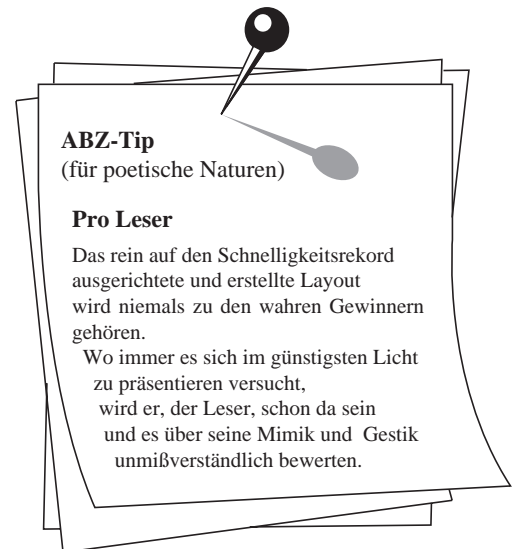 ABZ-Tip
(für poetische Naturen)
Pro Leser
Das rein auf den Schnelligkeitsrekord
ausgerichtete und erstellte Layout
wird niemals zu den wahren Gewinnern
gehören.
Wo immer es sich im günstigsten Licht
zu präsentieren versucht,
wird er, der Leser, schon da sein
und es über seine Mimik und Gestik
unmißverständlich bewerten.